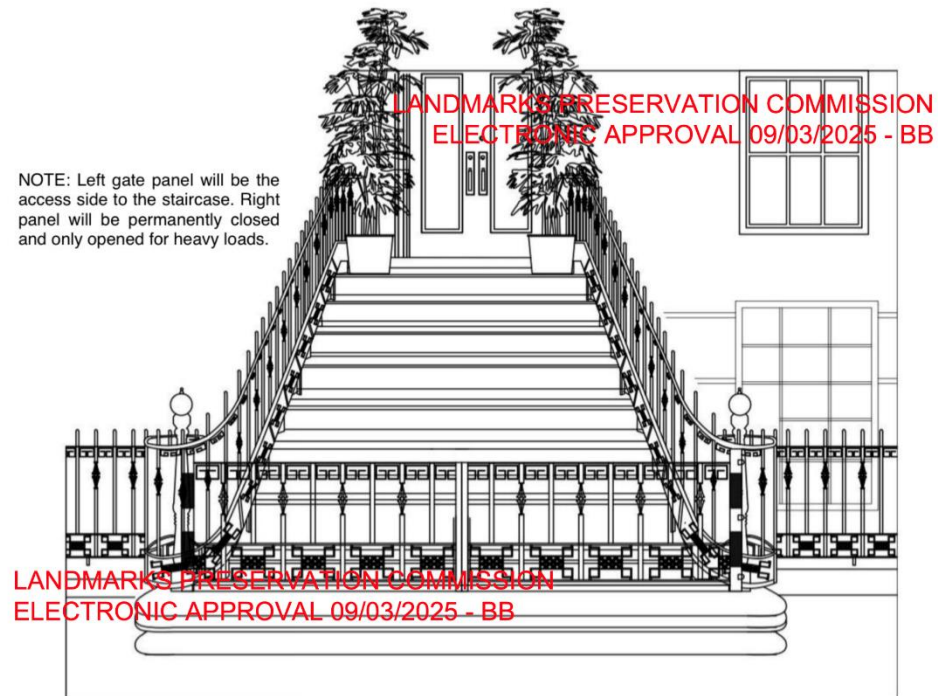 LANDMARKS PRESERVATION COMMISSION
ELECTRONIC APPROVAL 09/03/2025 - BB
NOTE: Left gate panel will be the
access side to the staircase. Right
panel will be permanently closed
and only opened for heavy loads.
LANDMARKS PRESERVATION COMMISSION
ELECTRONIC APPROVAL 09/03/2025 - BB